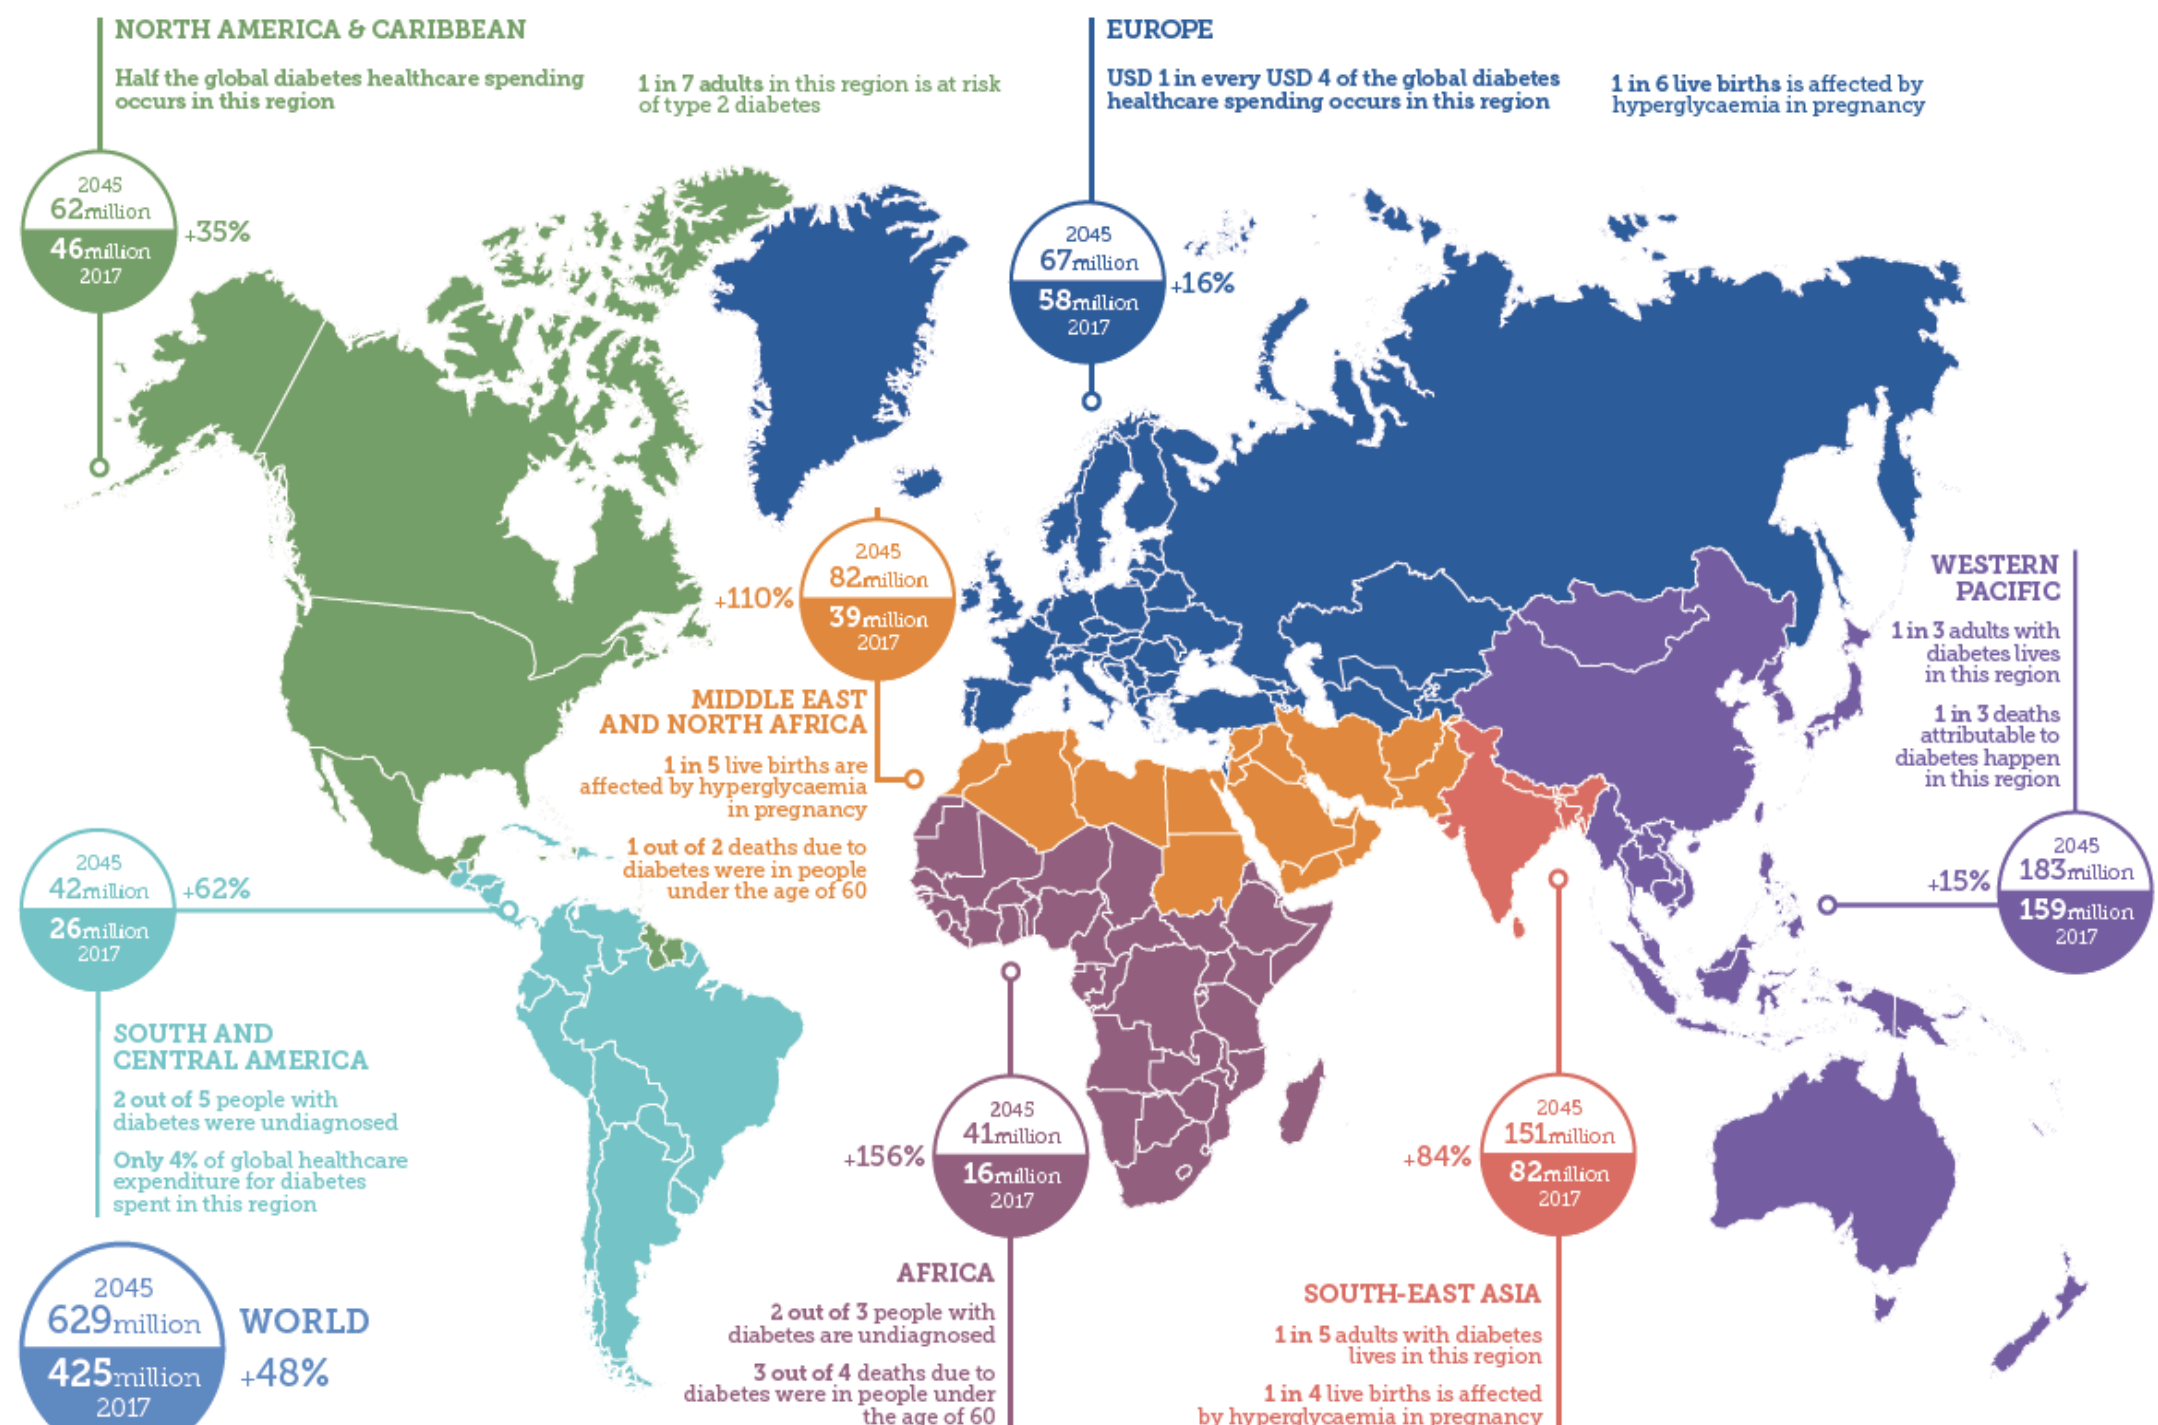 NORTH AMERICA & CARIBBEAN
Half the global diabetes healthcare spending
occurs in this region
1 in 7 adults in this region is at risk
of type 2 diabetes
2045
62million
46million
2017
+35%
EUROPE
USD 1 in every USD 4 of the global diabetes
healthcare spending occurs in this region
1 in 6 live births is affected by
hyperglycaemia in pregnancy
2045
67million
58million
2017
+16%
2045
82million
39million
2017
+110%
MIDDLE EAST
AND NORTH AFRICA
1 in 5 live births are
affected by hyperglycaemia
in pregnancy
1 out of 2 deaths due to
diabetes were in people
under the age of 60
WESTERN
PACIFIC
1 in 3 adults with
diabetes lives
in this region
1 in 3 deaths
attributable to
diabetes happen
in this region
2045
183million
159million
2017
+15%
2045
42million
26million
2017
+62%
SOUTH AND
CENTRAL AMERICA
2 out of 5 people with
diabetes were undiagnosed
Only 4% of global healthcare
expenditure for diabetes
spent in this region
2045
41million
16million
2017
+156%
AFRICA
2 out of 3 people with
diabetes are undiagnosed
3 out of 4 deaths due to
diabetes were in people under
the age of 60
2045
151million
82million
2017
+84%
SOUTH-EAST ASIA
1 in 5 adults with diabetes
lives in this region
1 in 4 live births is affected
by hyperglycaemia in pregnancy
2045
629million
425million
2017
WORLD
+48%